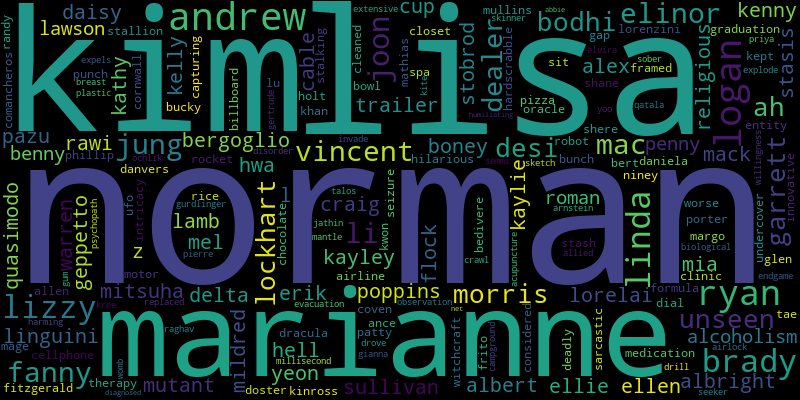 daisy andrew cup elinor kenny
randy lawson stallion mullins gap graduation
kim lisa
punch kathy kelly capturing cable stalking joon closet stobrod dealer bodhi lorenzini priya
comancheros expels cornwall billboard mathias hardscrabble alex sit framed religious logan kept stasis
breast plastic bucky holt khan trailer spa bowl pizza oracle shane explode
pazu jung gertrude lu kite yoo qatala ah
rawi bergoglio vincent boney desi shere mac penny entity garrett
benny phillip ochilk rocket disorder hilarious robot bunch bert daniela mack innovative
danvers hwa senmut sketch niney willingness
norman
quasimodo warren geppetto psychopath ufo intricacy rice gurdlinger lockhart l talos craig seizure bedivere kaylie roman linda worse undercover
lamb mel z pierre chocolate jathin mantle li kwon flock acupuncture arnstein stash allied porter margo biological glen
gum motor kayley airline crawl mia clinic endgame
allen mitsuha delta erik poppins morris lorelai formula ryan
lizzy three replaced evacuation observation net dial unseen tae
marianne
linguini harming raghav coven ance patty witchcraft considered airlock alcoholism
mage cellphone mildred dracula drove frito deadly sarcastic medication brady
fanny womb hell millisecond gianna campground drill albright
fitzgerald therapy mutant yeon sullivan albert ellie ellen seeker
diagnosed doster kinross
extensive skinner abbie elvira sober cleaned humiliating invade